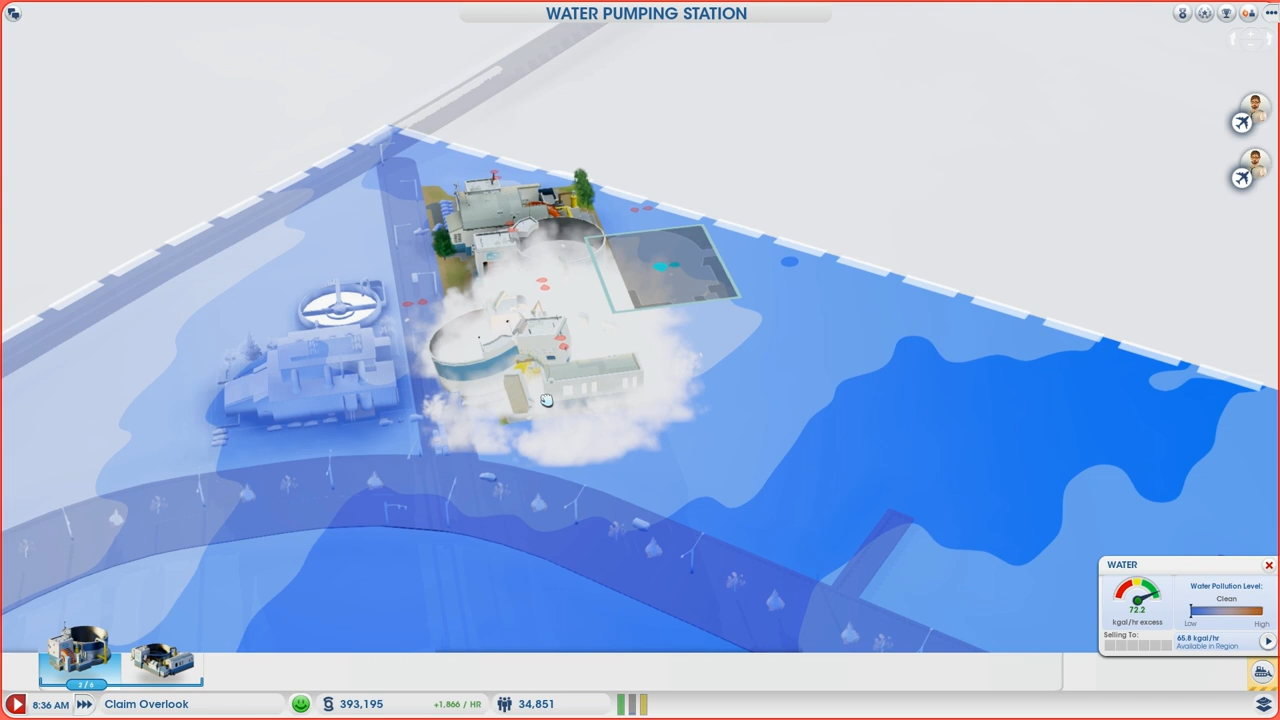 WATER PUMPING STATION
WATER
Water Pollution Level:
Clean
72.2
kgal/hr excess
Low
High
Selling To:
65.8 kgal/hr
Available in Region
2 / 6
8:36 AM
Claim Overlook
393,195
+1,866 / HR
34,851